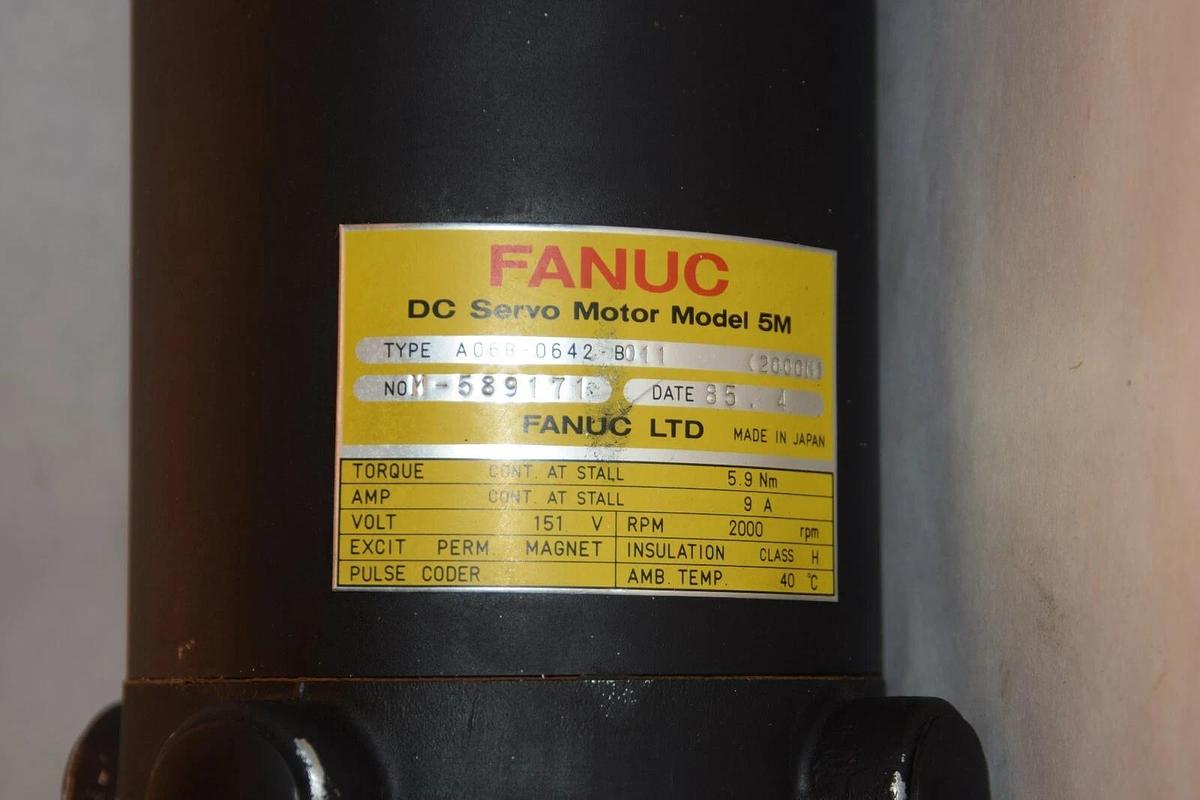 FANUC
DC Servo Motor Model 5M
TYPE A06B-0642-B011
NO M-589171 DATE 85.4
FANUC LTD MADE IN JAPAN
TORQUE CONT. AT STALL 5.9 Nm
AMP CONT. AT STALL 9 A
VOLT 151 V RPM 2000 rpm
EXCIT PERM. MAGNET INSULATION CLASS H
PULSE CODER AMB. TEMP. 40 °C